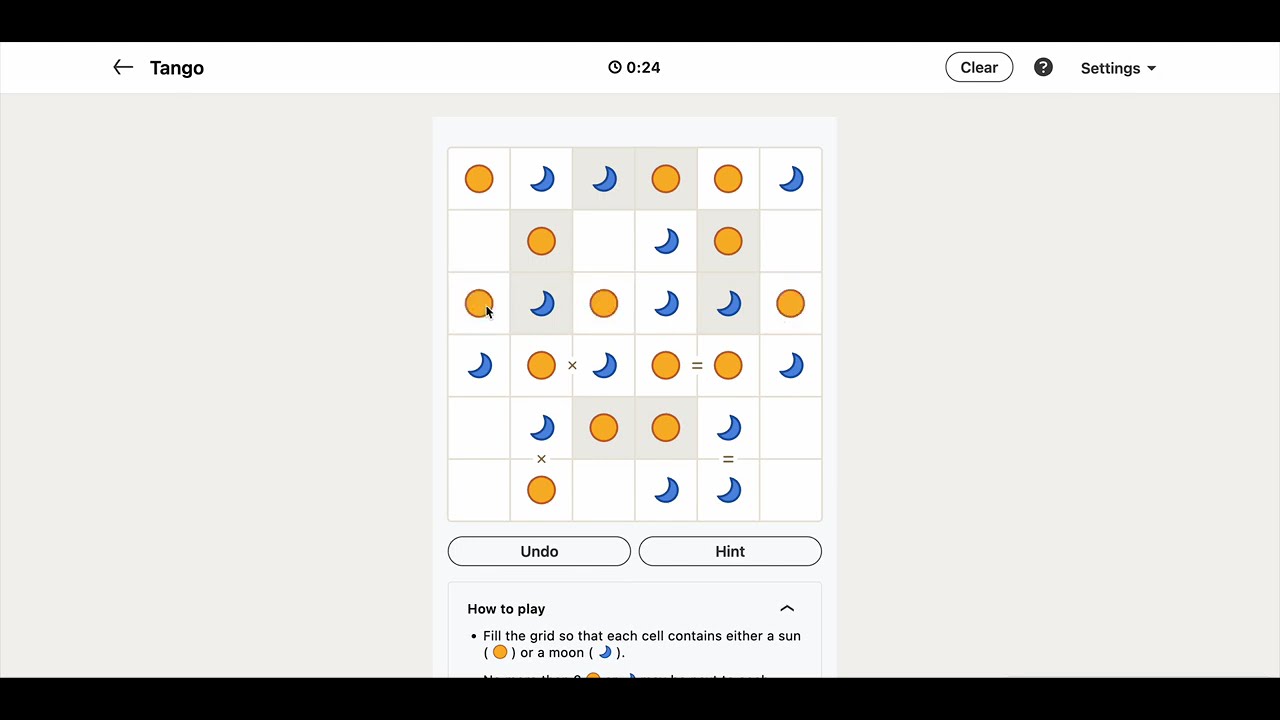 Tango
0:24
Clear
?
Settings
× =
× =
Undo
Hint
How to play
• Fill the grid so that each cell contains either a sun
( ) or a moon ( ).